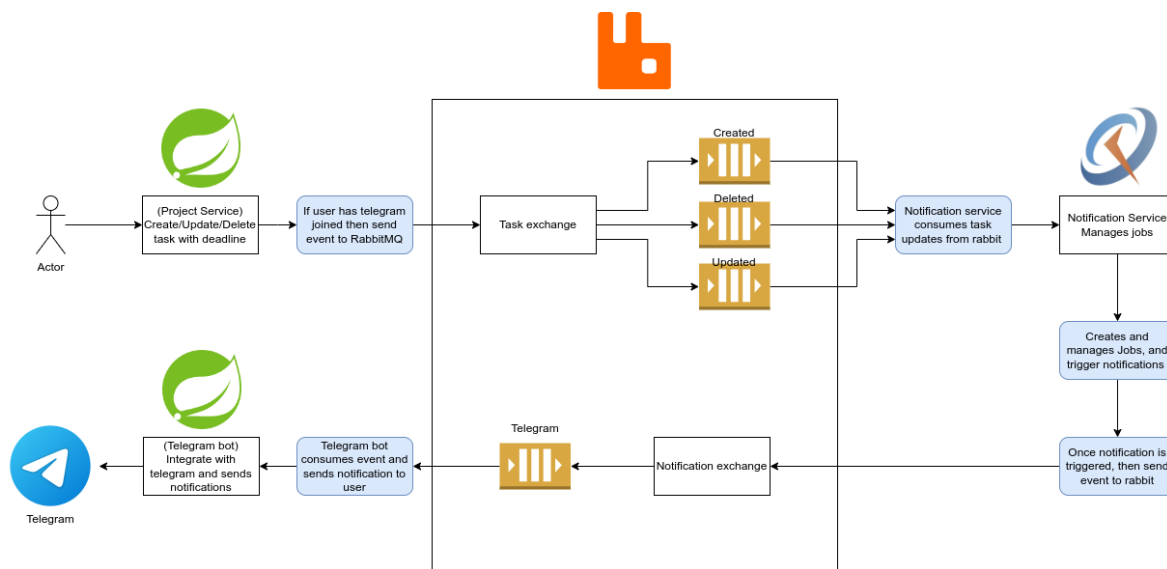 Created
(Project Service)
Create/Update/Delete
task with deadline
If user has telegram
joined then send
event to RabbitMQ
Task exchange
Deleted
Notification service
consumes task
updates from rabbit
Notification Service
Manages jobs
Actor
Updated
Creates and
manages Jobs, and
trigger notifications
Telegram
(Telegram bot)
Integrate with
telegram and sends
notifications
Telegram bot
consumes event and
sends notification to
user
Notification exchange
Once notification is
triggered, then send
event to rabbit
Telegram